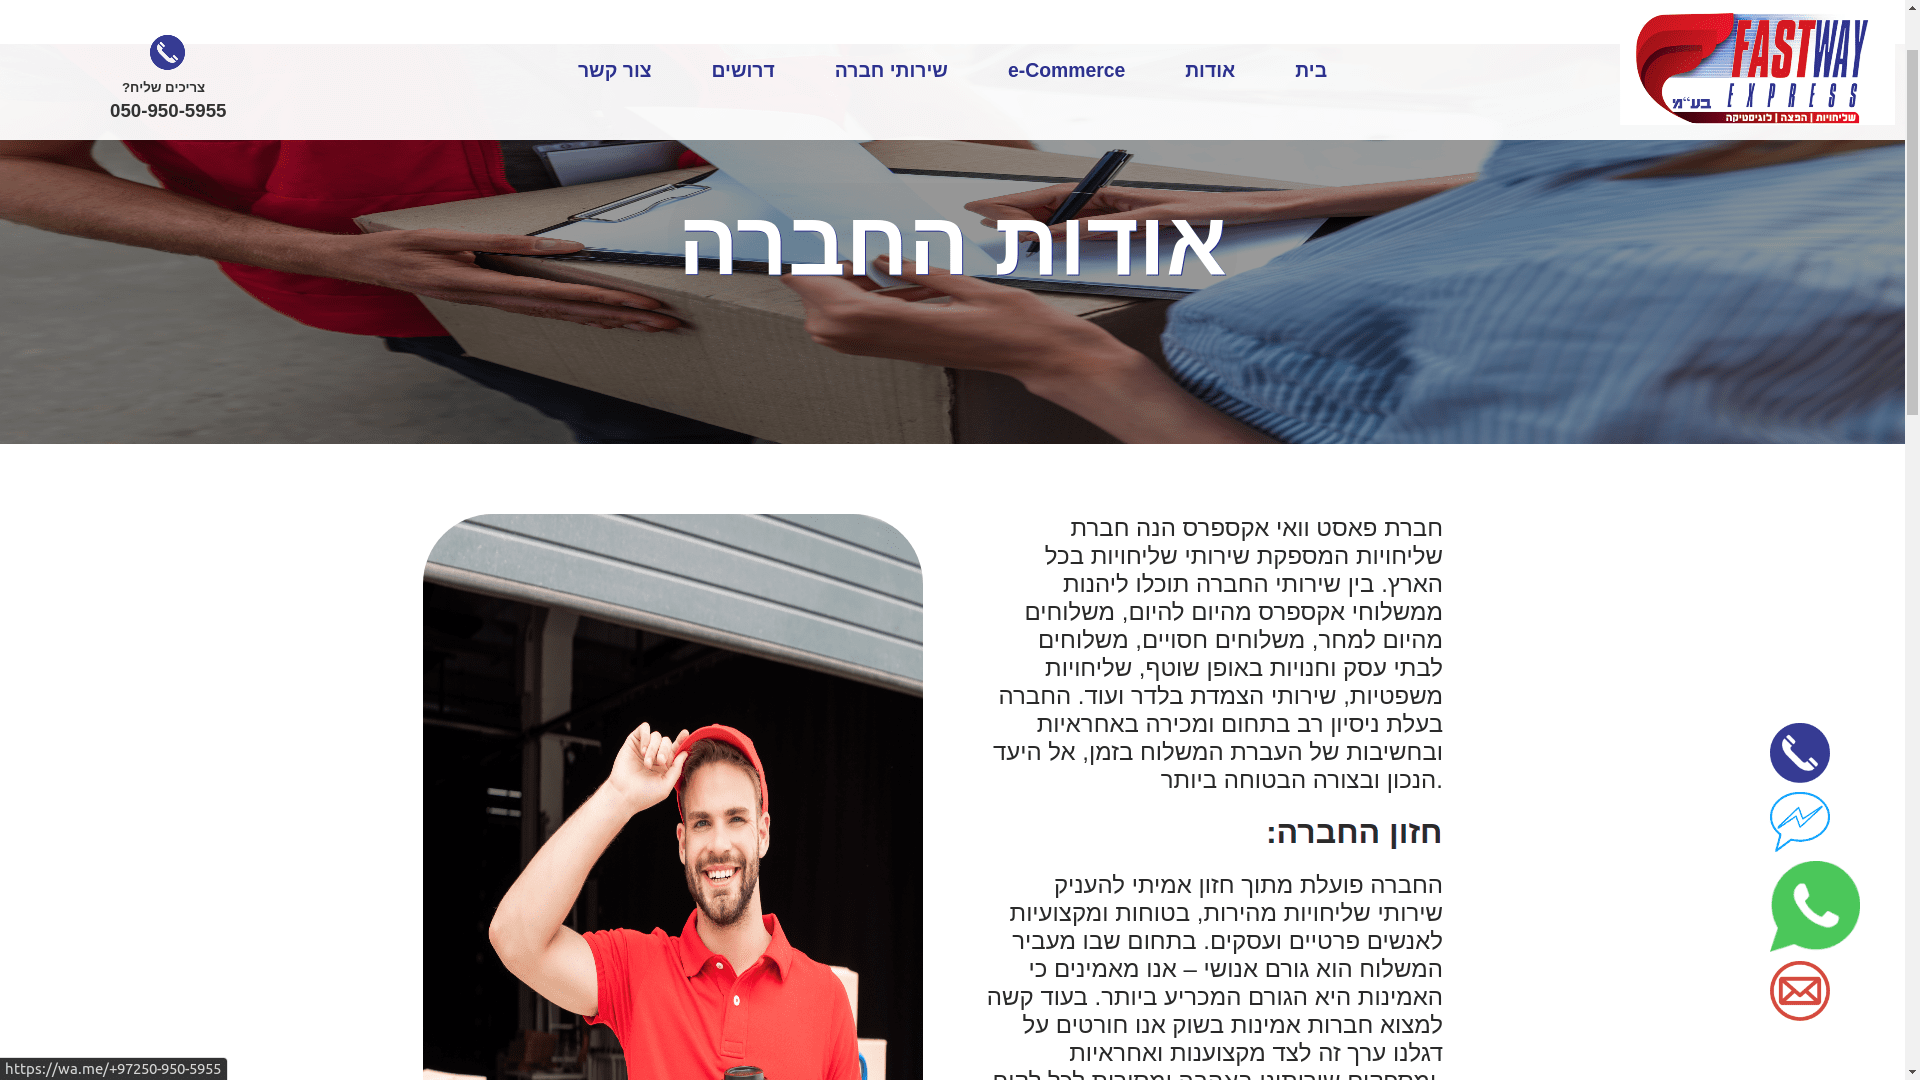 FASTWAY
EXPRESS
בע"מ
שליחויות | הפצה | לוגיסטיקה
בית
אודות
e-Commerce
שירותי חברה
דרושים
צור קשר
צריכים שליח?
050-950-5955
אודות החברה
חברת פאסט וואי אקספרס הנה חברת
שליחויות המספקת שירותי שליחויות בכל
הארץ. בין שירותי החברה תוכלו ליהנות
ממשלוחי אקספרס מהיום להיום, משלוחים
מהיום למחר, משלוחים חסויים, משלוחים
לבתי עסק וחנויות באופן שוטף, שליחויות
משפטיות, שירותי הצמדת בלדר ועוד. החברה
בעלת ניסיון רב בתחום ומכירה באחראיות
ובחשיבות של העברת המשלוח בזמן, אל היעד
הנכון ובצורה הבטוחה ביותר.
חזון החברה:
החברה פועלת מתוך חזון אמיתי להעניק
שירותי שליחויות מהירות, בטוחות ומקצועיות
לאנשים פרטיים ועסקים. בתחום שבו מעביר
המשלוח הוא גורם אנושי – אנו מאמינים כי
האמינות היא הגורם המכריע ביותר. בעוד קשה
למצוא חברות אמינות בשוק אנו חורטים על
דגלנו ערך זה לצד מקצוענות ואחראיות
ומספקים שירותינו באהבה ומסירות לכל לקוח.
https://wa.me/+97250-950-5955